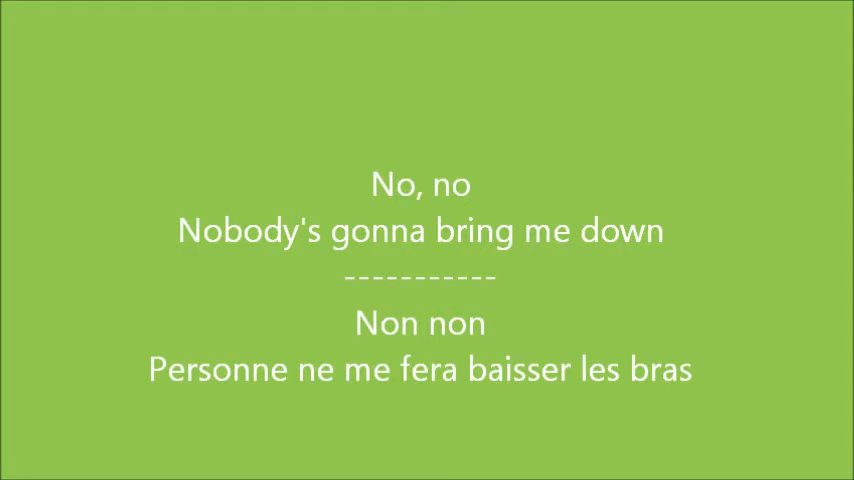 No, no
Nobody's gonna bring me down
-----------
Non non
Personne ne me fera baisser les bras